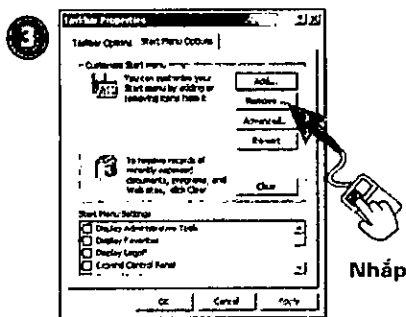 3
Taskbar Properties
Taskbar Options Start Menu Options
Customize Start menu
You can customize your
Start menu by adding or
removing items from it.
Add...
Remove ...
Advanced...
Re-sort
To remove records of
recently accessed
documents, programs, and
Web sites, click Clear
Clear
Start Menu Settings
Display Administrative Tools
Display Favorites
Display Logoff
Expand Control Panel
OK Cancel Apply
Nhấp